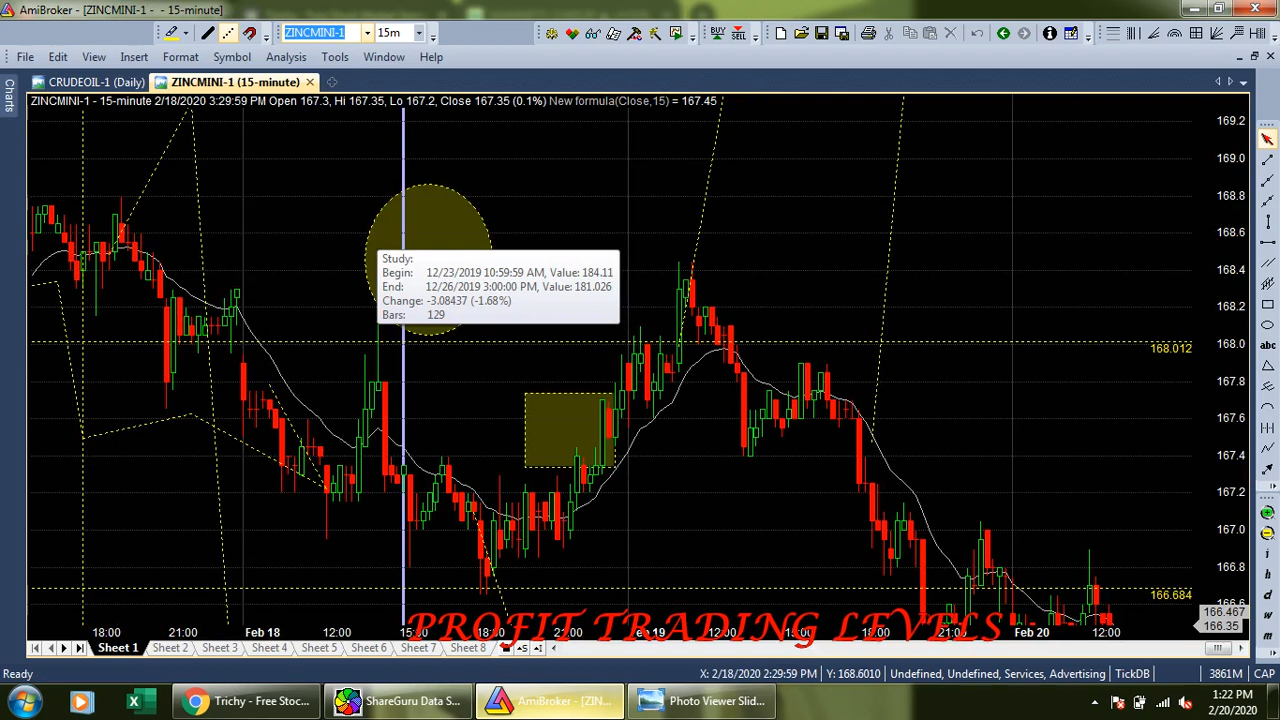 AmiBroker - [ZINCMINI-1 - - 15-minute]
ZINCMINI-1 15m BUY SELL
File Edit View Insert Format Symbol Analysis Tools Window Help
Charts
CRUDEOIL-1 (Daily) ZINCMINI-1 (15-minute)
ZINCMINI-1 - 15-minute 2/18/2020 3:29:59 PM Open 167.3, Hi 167.35, Lo 167.2, Close 167.35 (0.1%) New formula(Close,15) = 167.45
169.2
169.0
168.8
168.6
168.4
168.2
168.0
167.8
167.6
167.4
167.2
167.0
166.8
166.6
168.012
166.684
166.467
166.35
Study:
Begin: 12/23/2019 10:59:59 AM, Value: 184.11
End: 12/26/2019 3:00:00 PM, Value: 181.026
Change: -3.08437 (-1.68%)
Bars: 129
abc
i
h
d
w
m
PROFIT TRADING LEVELS
18:00 21:00 Feb 18 12:00 15:00 18:00 21:00 Feb 19 12:00 15:00 18:00 21:00 Feb 20 12:00
Sheet 1 Sheet 2 Sheet 3 Sheet 4 Sheet 5 Sheet 6 Sheet 7 Sheet 8
Ready X: 2/18/2020 2:29:59 PM Y: 168.6010 Undefined, Undefined, Services, Advertising TickDB 3861M CAP
Trichy - Free Stoc... ShareGuru Data S... AmiBroker - [ZIN... Photo Viewer Slid...
1:22 PM
2/20/2020